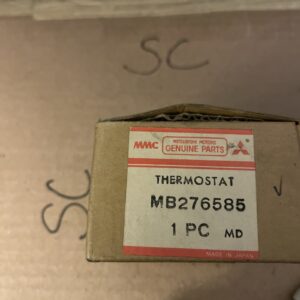 SC
MMC
MITSUBISHI MOTORS
GENUINE PARTS
THERMOSTAT
MB276585
1 PC MD
MADE IN JAPAN
SC